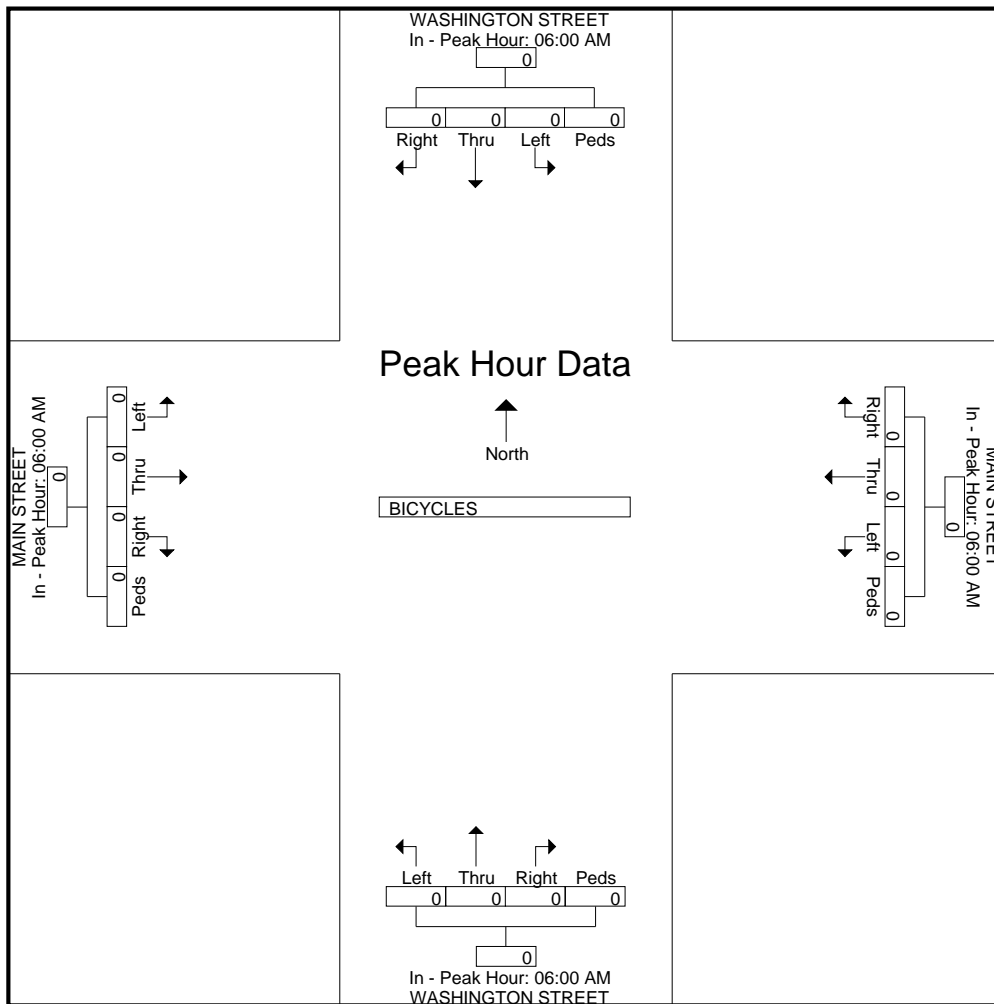 WASHINGTON STREET
In - Peak Hour: 06:00 AM
0
0 0 0 0
Right Thru Left Peds
Peak Hour Data
North
BICYCLES
MAIN STREET
In - Peak Hour: 06:00 AM
0
0 0 0 0
Left Thru Right Peds
MAIN STREET
In - Peak Hour: 06:00 AM
0
0 0 0 0
Right Thru Left Peds
Left Thru Right Peds
0 0 0 0
0
In - Peak Hour: 06:00 AM
WASHINGTON STREET